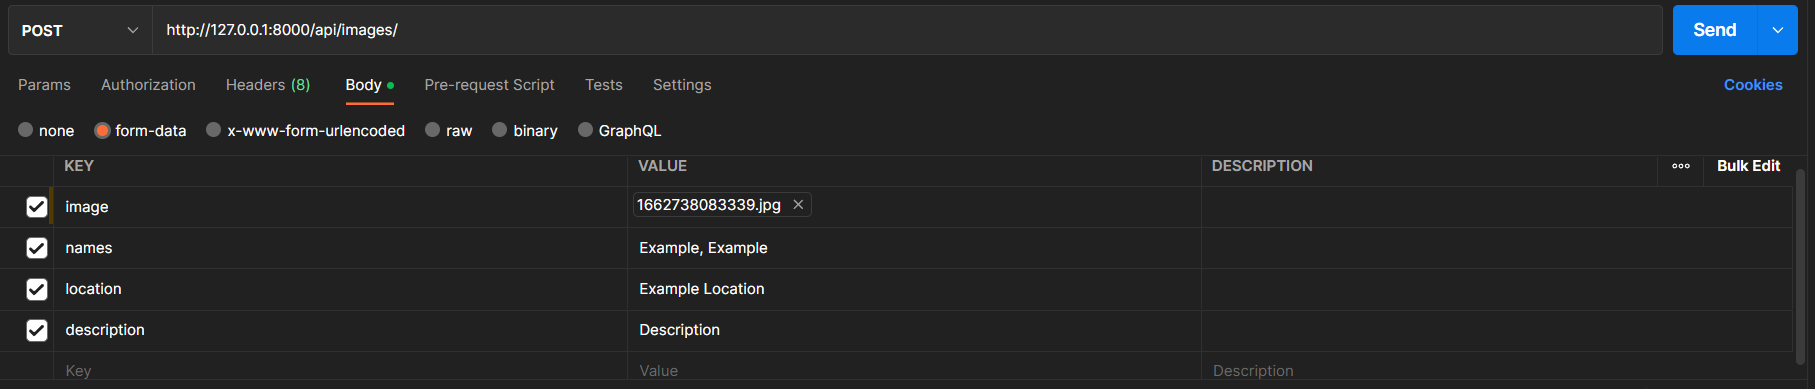 POST http://127.0.0.1:8000/api/images/ Send
Params Authorization Headers (8) Body Pre-request Script Tests Settings Cookies
none form-data x-www-form-urlencoded raw binary GraphQL
KEY VALUE DESCRIPTION Bulk Edit
image 1662738083339.jpg
names Example, Example
location Example Location
description Description
Key Value Description